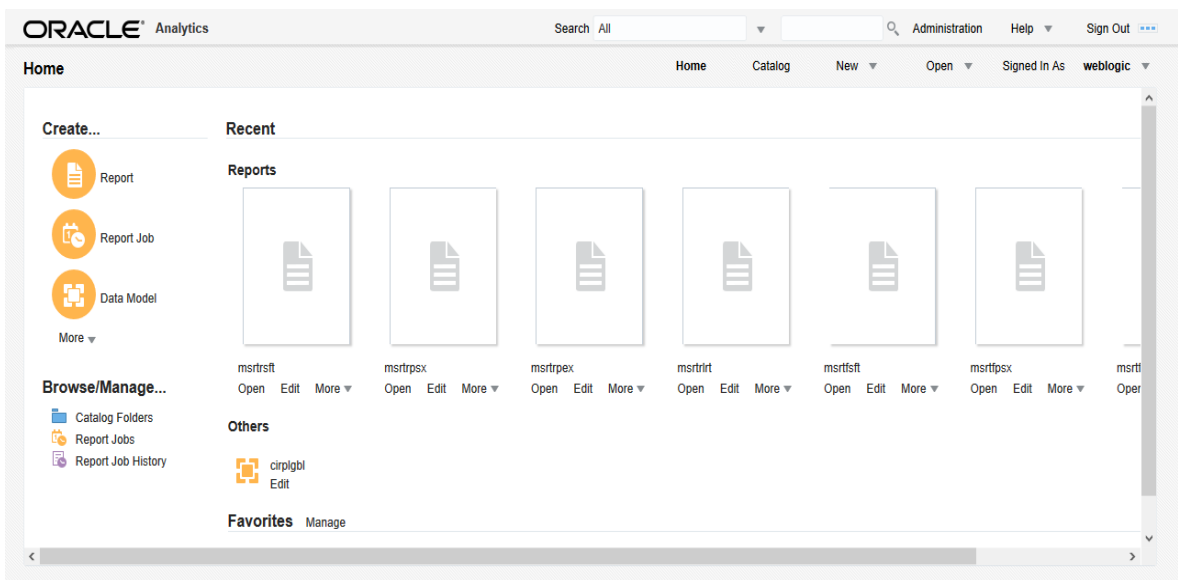 ORACLE® Analytics Search All Administration Help Sign Out
Home Home Catalog New Open Signed In As weblogic
Create...
Report
Report Job
Data Model
More
Browse/Manage...
Catalog Folders
Report Jobs
Report Job History
Recent
Reports
msrtrsft msrtrpsx msrtrpex msrtrlrt msrtfsft msrtfpsx msrtf
Open Edit More Open Edit More Open Edit More Open Edit More Open Edit More Open Edit More Oper
Others
cirplgbl
Edit
Favorites Manage